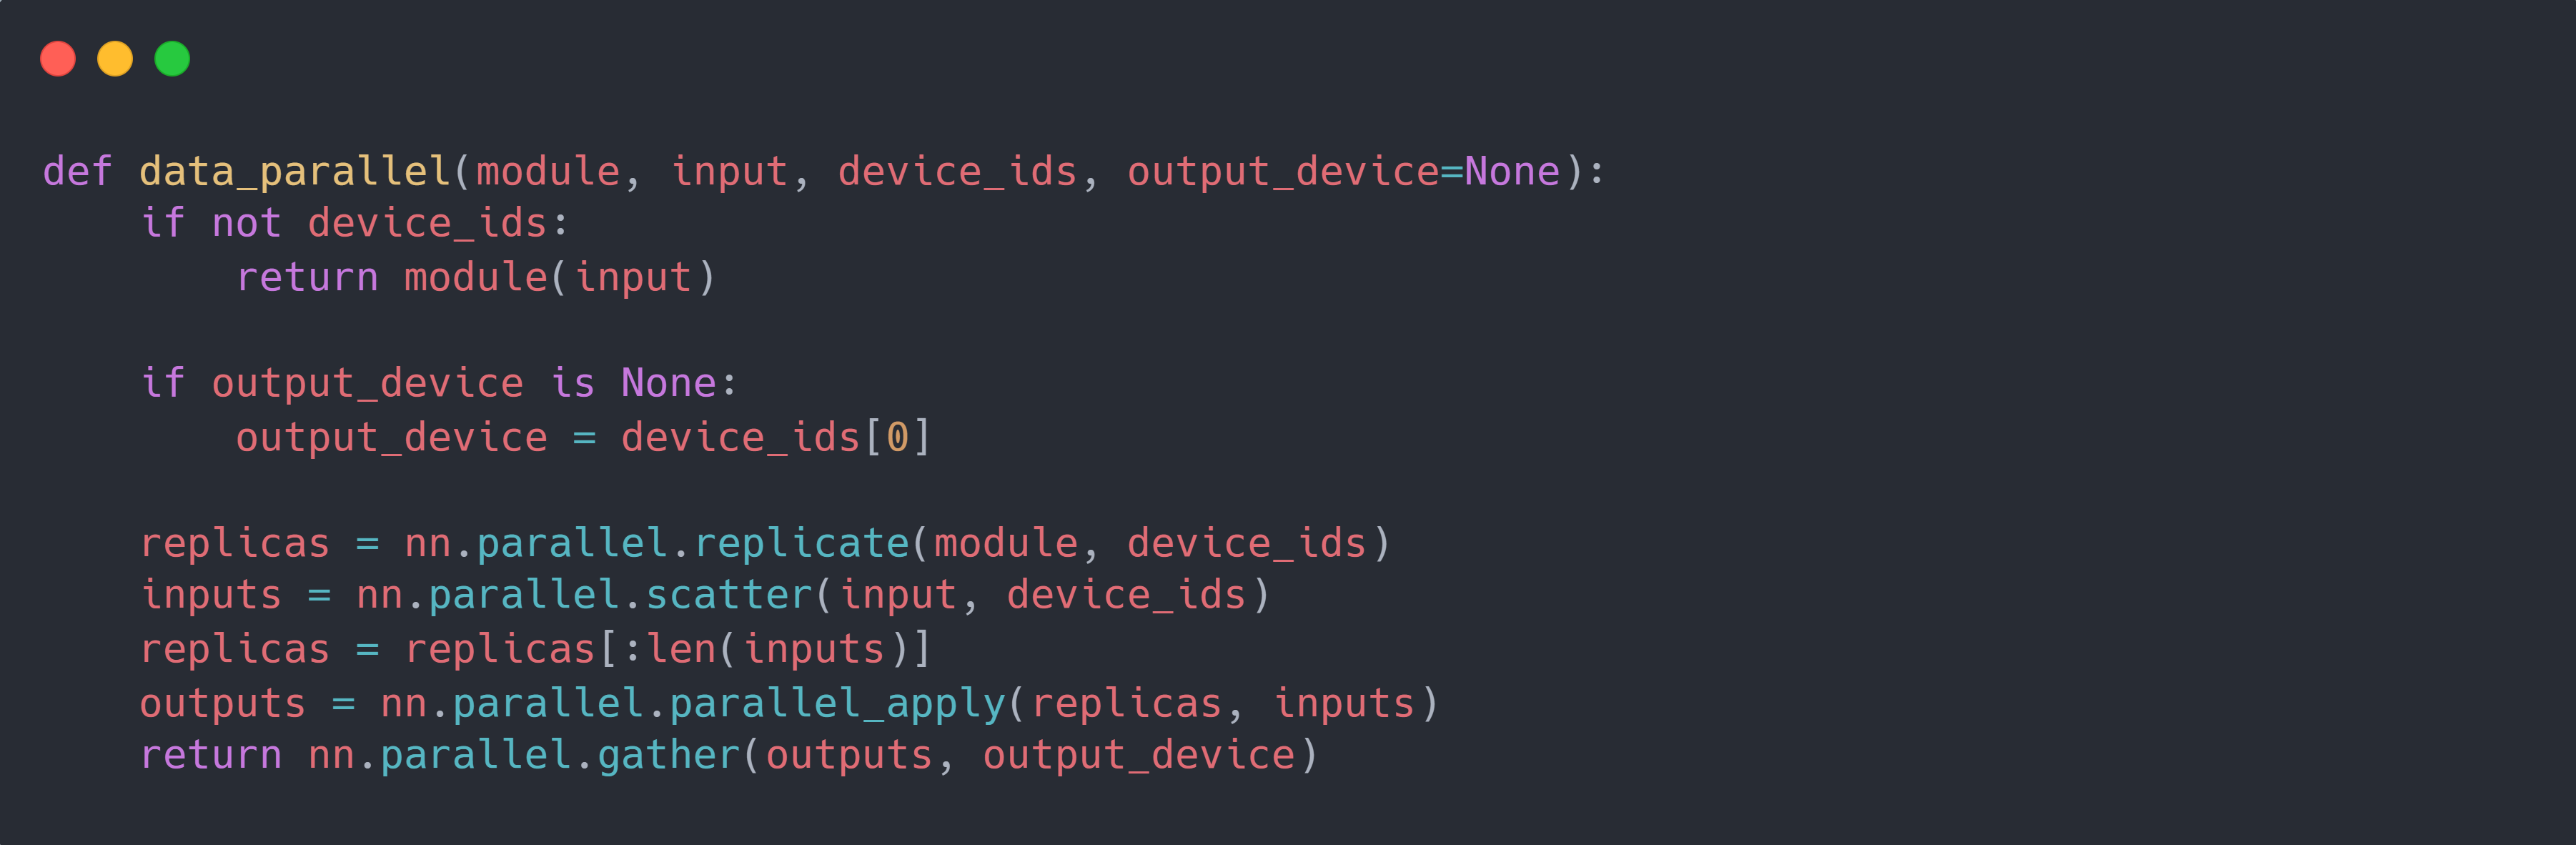 def data_parallel(module, input, device_ids, output_device=None):
    if not device_ids:
        return module(input)

    if output_device is None:
        output_device = device_ids[0]

    replicas = nn.parallel.replicate(module, device_ids)
    inputs = nn.parallel.scatter(input, device_ids)
    replicas = replicas[:len(inputs)]
    outputs = nn.parallel.parallel_apply(replicas, inputs)
    return nn.parallel.gather(outputs, output_device)